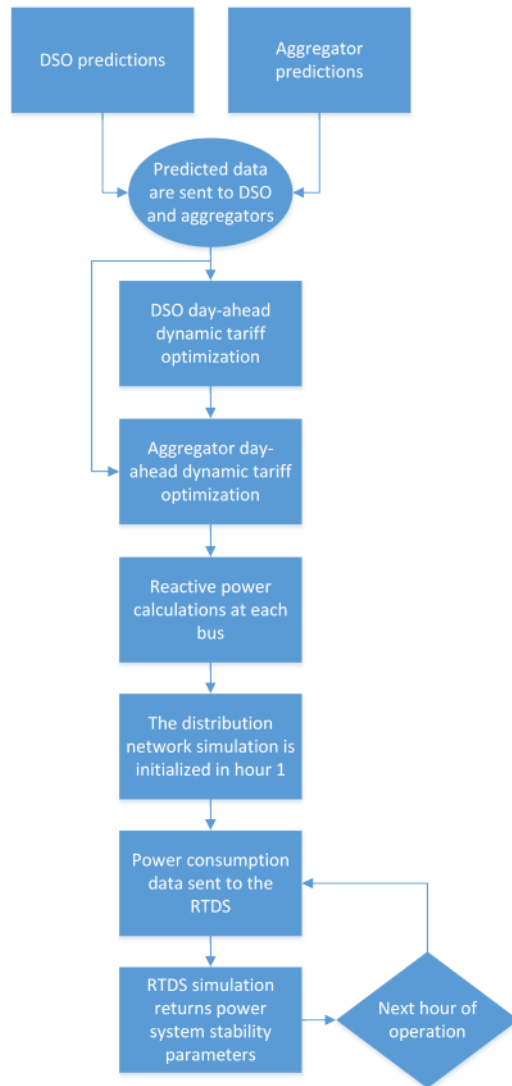 DSO predictions
Aggregator
predictions
Predicted data
are sent to DSO
and aggregators
DSO day-ahead
dynamic tariff
optimization
Aggregator day-
ahead dynamic tariff
optimization
Reactive power
calculations at each
bus
The distribution
network simulation is
initialized in hour 1
Power consumption
data sent to the
RTDS
RTDS simulation
returns power
system stability
parameters
Next hour of
operation